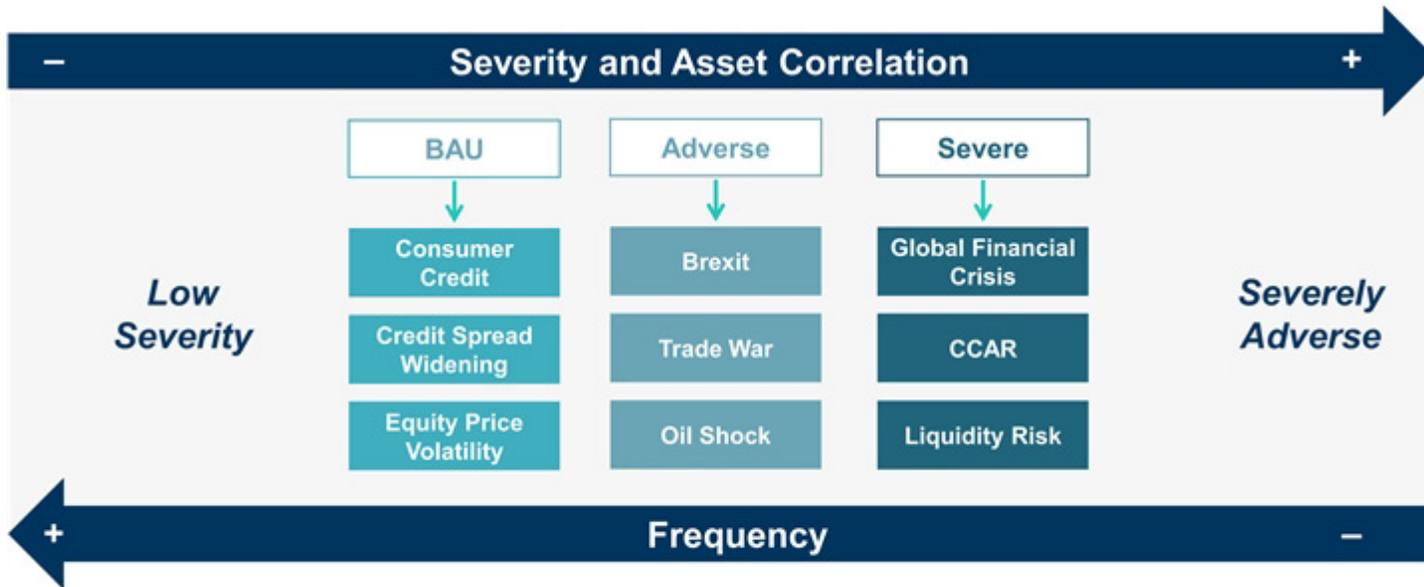 – Severity and Asset Correlation +
BAU
Adverse
Severe
Consumer
Credit
Brexit
Global Financial
Crisis
Low
Severity
Credit Spread
Widening
Trade War
CCAR
Severely
Adverse
Equity Price
Volatility
Oil Shock
Liquidity Risk
+ Frequency –